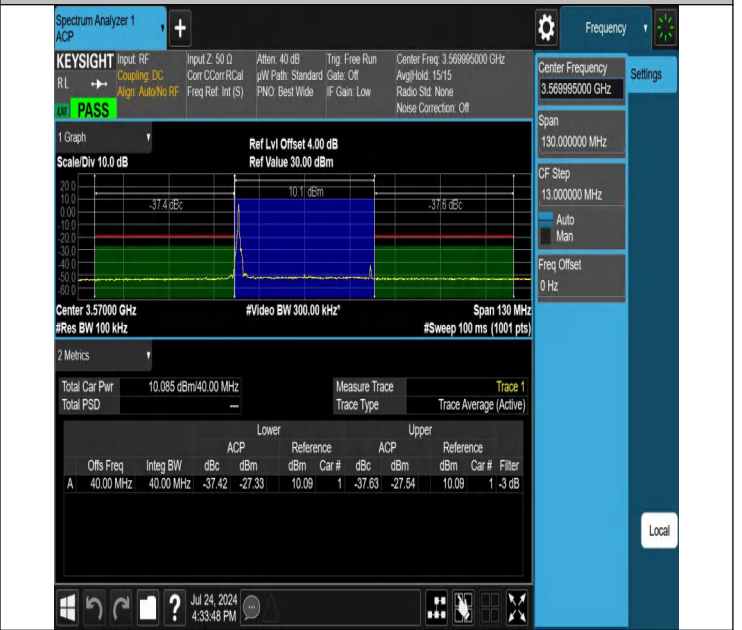 Spectrum Analyzer 1
ACP
+
Frequency
KEYSIGHT
RL
LXI PASS
Input: RF
Coupling: DC
Align: Auto/No RF
Input Z: 50 Ω
Corr CCorr RCal
Freq Ref: Int (S)
Atten: 40 dB
µW Path: Standard
PNO: Best Wide
Trig: Free Run
Gate: Off
IF Gain: Low
Center Freq: 3.569995000 GHz
Avg|Hold: 15/15
Radio Std: None
Noise Correction: Off
Center Frequency
3.569995000 GHz
Settings
Span
130.000000 MHz
CF Step
13.000000 MHz
Auto
Man
Freq Offset
0 Hz
Local
1 Graph
Scale/Div 10.0 dB
Ref Lvl Offset 4.00 dB
Ref Value 30.00 dBm
20.0
10.0
0.00
-10.0
-20.0
-30.0
-40.0
-50.0
-60.0
-37.4 dBc
10.1 dBm
-37.6 dBc
Center 3.57000 GHz #Video BW 300.00 kHz* Span 130 MHz
#Res BW 100 kHz #Sweep 100 ms (1001 pts)
2 Metrics
Total Car Pwr 10.085 dBm/40.00 MHz Measure Trace Trace 1
Total PSD --- Trace Type Trace Average (Active)
Lower Upper
ACP Reference ACP Reference
Offs Freq Integ BW dBc dBm dBm Car # dBc dBm dBm Car # Filter
A 40.00 MHz 40.00 MHz -37.42 -27.33 10.09 1 -37.63 -27.54 10.09 1 -3 dB
?
Jul 24, 2024
4:33:48 PM